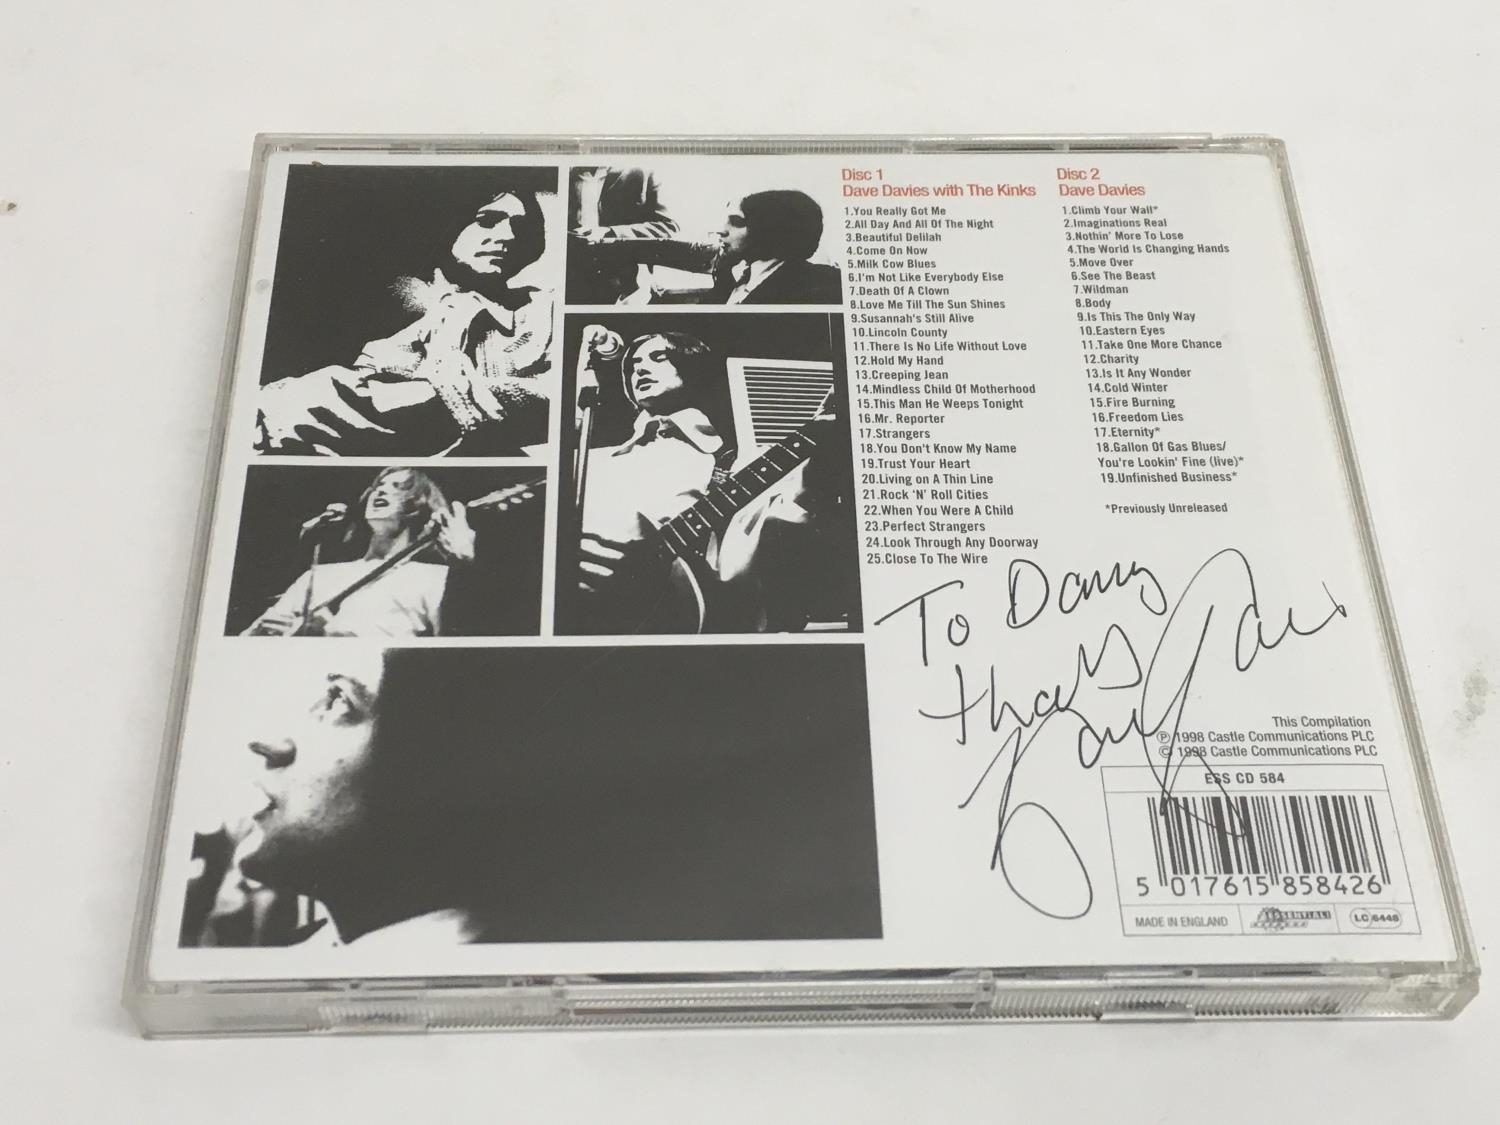 Disc 1
Dave Davies with The Kinks
1.You Really Got Me
2.All Day And All Of The Night
3.Beautiful Delilah
4.Come On Now
5.Milk Cow Blues
6.I'm Not Like Everybody Else
7.Death Of A Clown
8.Love Me Till The Sun Shines
9.Susannah's Still Alive
10.Lincoln County
11.There Is No Life Without Love
12.Hold My Hand
13.Creeping Jean
14.Mindless Child Of Motherhood
15.This Man He Weeps Tonight
16.Mr. Reporter
17.Strangers
18.You Don't Know My Name
19.Trust Your Heart
20.Living on A Thin Line
21.Rock 'N' Roll Cities
22.When You Were A Child
23.Perfect Strangers
24.Look Through Any Doorway
25.Close To The Wire
Disc 2
Dave Davies
1.Climb Your Wall*
2.Imaginations Real
3.Nothin' More To Lose
4.The World Is Changing Hands
5.Move Over
6.See The Beast
7.Wildman
8.Body
9.Is This The Only Way
10.Eastern Eyes
11.Take One More Chance
12.Charity
13.Is It Any Wonder
14.Cold Winter
15.Fire Burning
16.Freedom Lies
17.Eternity*
18.Gallon Of Gas Blues/
You're Lookin' Fine (live)*
19.Unfinished Business*
*Previously Unreleased
To Danny
thanks
This Compilation
℗ 1998 Castle Communications PLC
© 1998 Castle Communications PLC
ESS CD 584
5 017615 858426
MADE IN ENGLAND
ESSENTIAL!
LC 6448